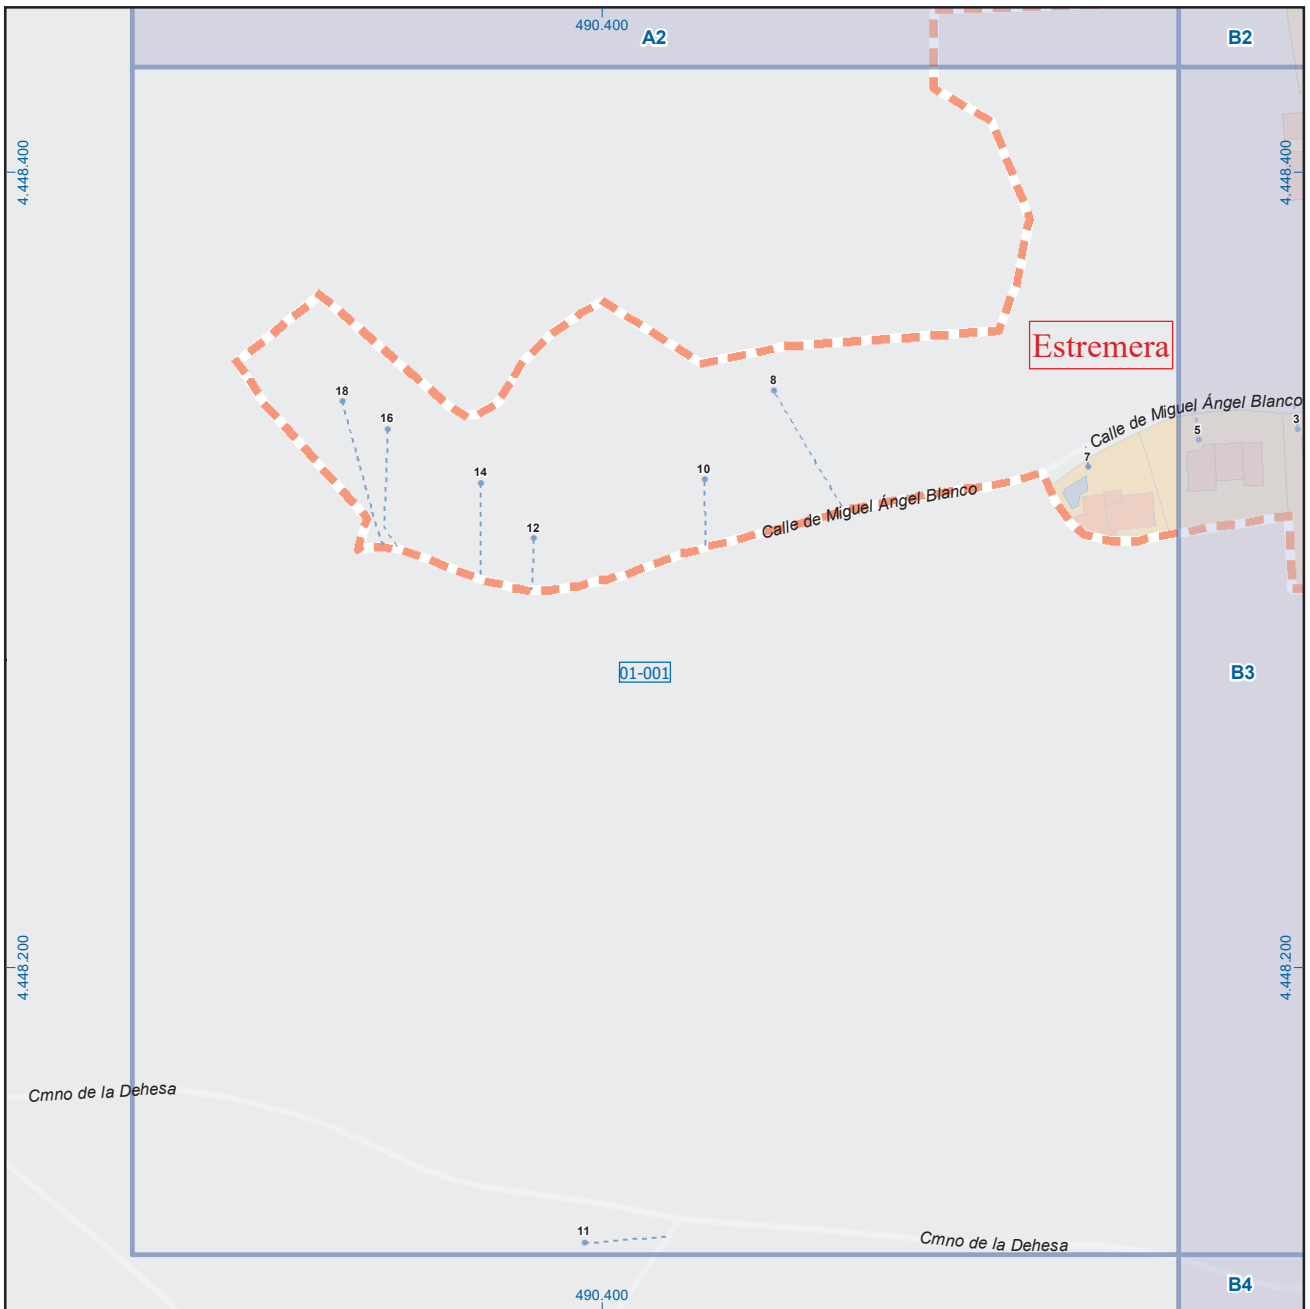 490.400
A2
B2
4.448.400
4.448.400
Estremera
8
18
16
Calle de Miguel Ángel Blanco
3
5
7
14
10
Calle de Miguel Ángel Blanco
12
01-001
B3
4.448.200
4.448.200
Cmno de la Dehesa
11
Cmno de la Dehesa
B4
490.400